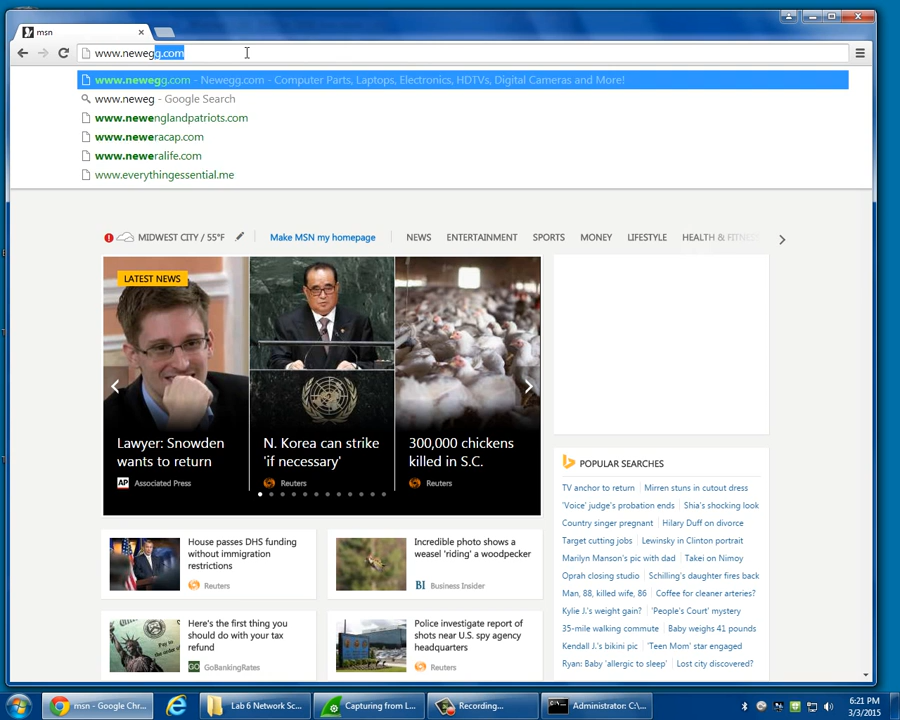 msn
www.newegg.com
www.newegg.com - Newegg.com - Computer Parts, Laptops, Electronics, HDTVs, Digital Cameras and More!
www.neweg - Google Search
www.newenglandpatriots.com
www.neweracap.com
www.neweralife.com
www.everythingessential.me
MIDWEST CITY / 55°F
Make MSN my homepage
NEWS
ENTERTAINMENT
SPORTS
MONEY
LIFESTYLE
HEALTH & FITNESS
LATEST NEWS
Lawyer: Snowden
wants to return
AP Associated Press
N. Korea can strike
'if necessary'
Reuters
300,000 chickens
killed in S.C.
Reuters
House passes DHS funding
without immigration
restrictions
Reuters
Incredible photo shows a
weasel 'riding' a woodpecker
BI Business Insider
Here's the first thing you
should do with your tax
refund
GO GoBankingRates
Police investigate report of
shots near U.S. spy agency
headquarters
Reuters
POPULAR SEARCHES
TV anchor to return
Mirren stuns in cutout dress
'Voice' judge's probation ends
Shia's shocking look
Country singer pregnant
Hilary Duff on divorce
Target cutting jobs
Lewinsky in Clinton portrait
Marilyn Manson's pic with dad
Takei on Nimoy
Oprah closing studio
Schilling's daughter fires back
Man, 88, killed wife, 86
Coffee for cleaner arteries?
Kylie J.'s weight gain?
'People's Court' mystery
35-mile walking commute
Baby weighs 41 pounds
Kendall J.'s bikini pic
'Teen Mom' star engaged
Ryan: Baby 'allergic to sleep'
Lost city discovered?
msn - Google Chr...
Lab 6 Network Sc...
Capturing from L...
Recording...
Administrator: C:\...
6:21 PM
3/3/2015